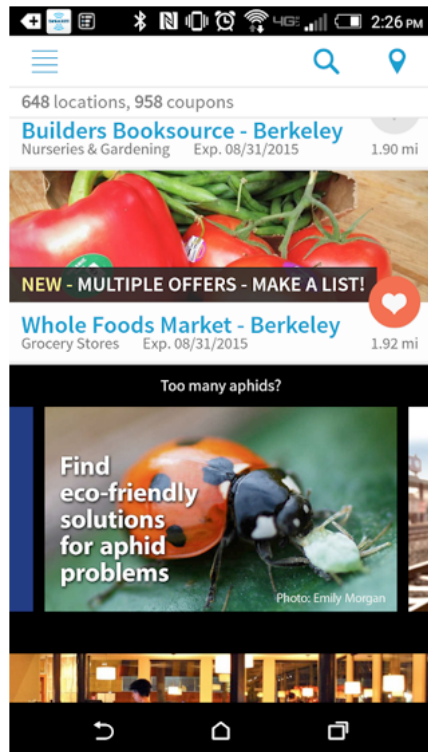 4G
2:26 PM
648 locations, 958 coupons
Builders Booksource - Berkeley
Nurseries & Gardening Exp. 08/31/2015 1.90 mi
NEW - MULTIPLE OFFERS - MAKE A LIST!
Whole Foods Market - Berkeley
Grocery Stores Exp. 08/31/2015 1.92 mi
Too many aphids?
Find
eco-friendly
solutions
for aphid
problems
Photo: Emily Morgan